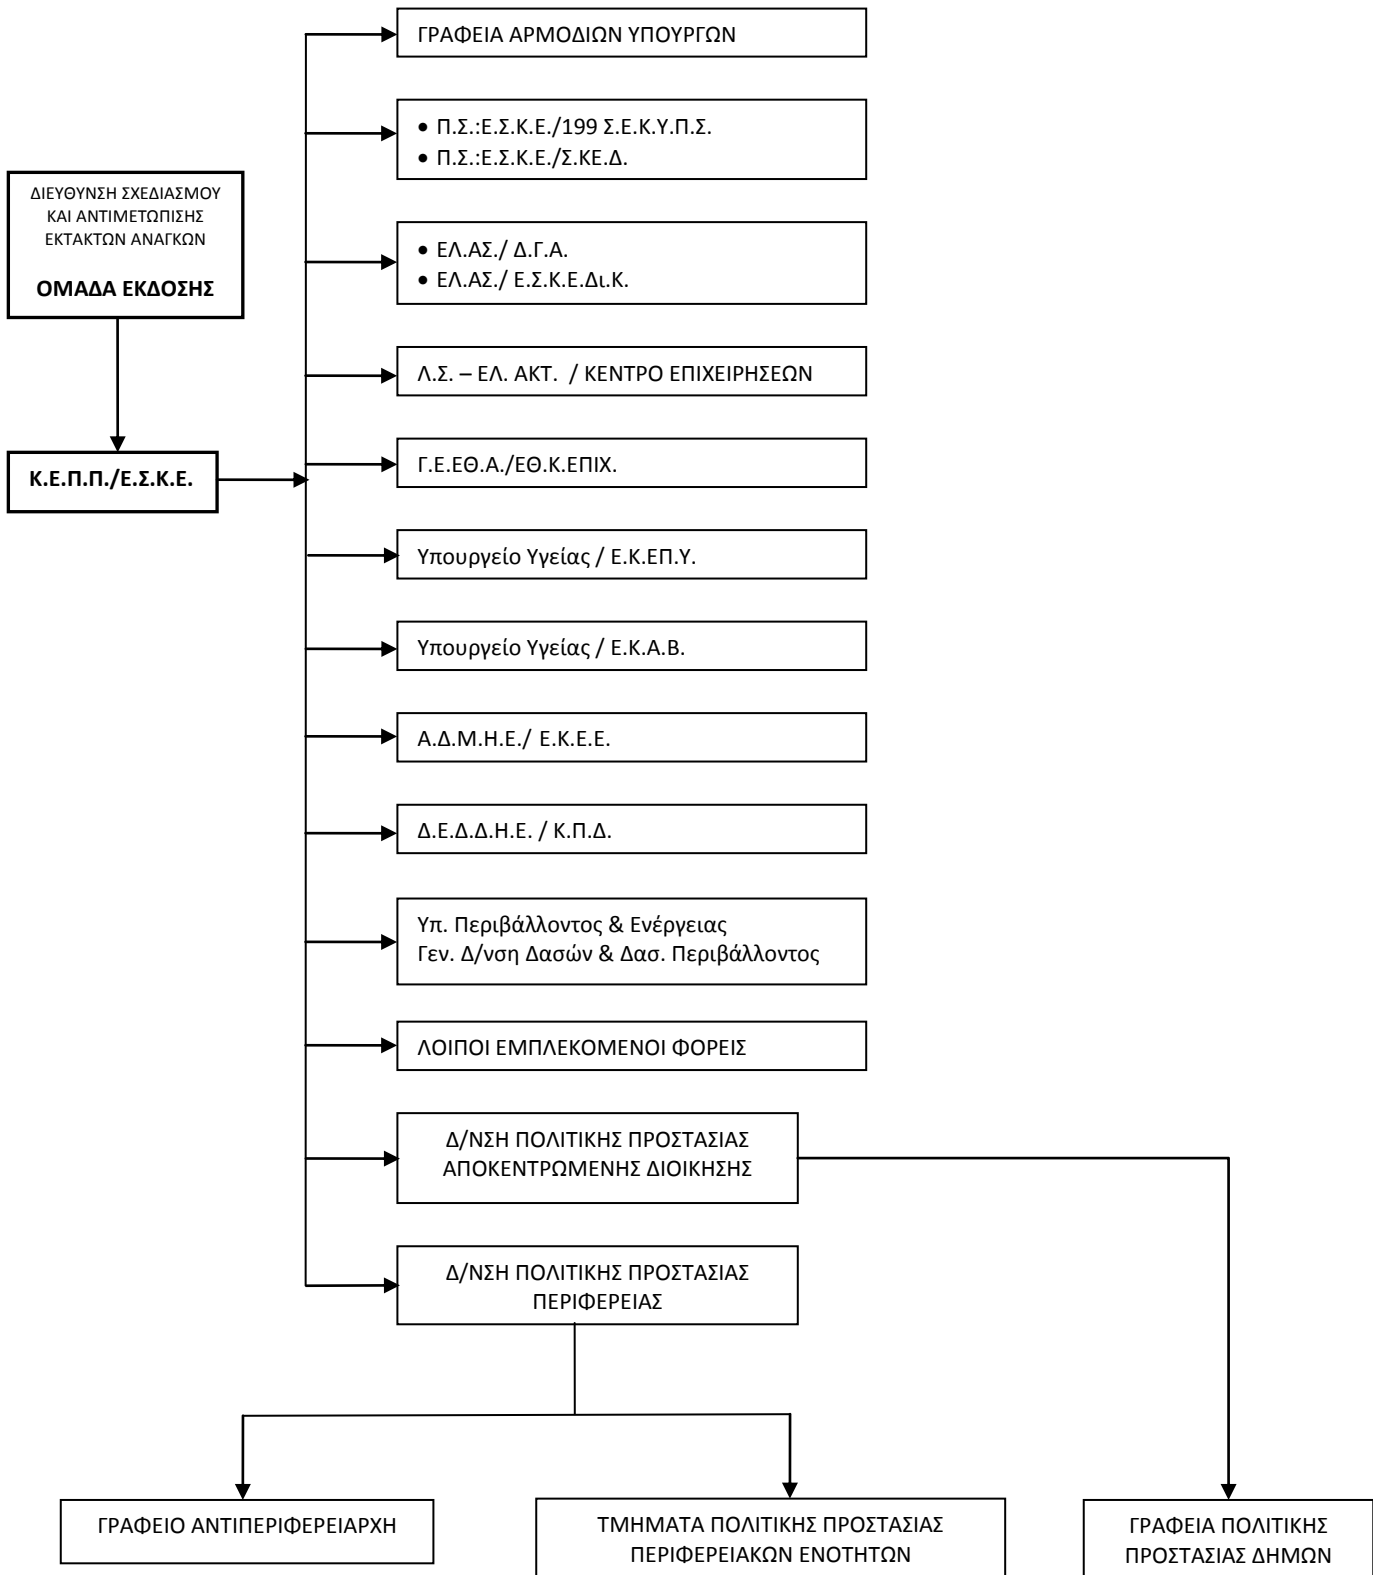 ΓΡΑΦΕΙΑ ΑΡΜΟΔΙΩΝ ΥΠΟΥΡΓΩΝ
• Π.Σ.:Ε.Σ.Κ.Ε./199 Σ.Ε.Κ.Υ.Π.Σ.
• Π.Σ.:Ε.Σ.Κ.Ε./Σ.ΚΕ.Δ.
ΔΙΕΥΘΥΝΣΗ ΣΧΕΔΙΑΣΜΟΥ
ΚΑΙ ΑΝΤΙΜΕΤΩΠΙΣΗΣ
ΕΚΤΑΚΤΩΝ ΑΝΑΓΚΩΝ
ΟΜΑΔΑ ΕΚΔΟΣΗΣ
• ΕΛ.ΑΣ./ Δ.Γ.Α.
• ΕΛ.ΑΣ./ Ε.Σ.Κ.Ε.Δι.Κ.
Λ.Σ. – ΕΛ. ΑΚΤ. / ΚΕΝΤΡΟ ΕΠΙΧΕΙΡΗΣΕΩΝ
Κ.Ε.Π.Π./Ε.Σ.Κ.Ε.
Γ.Ε.ΕΘ.Α./ΕΘ.Κ.ΕΠΙΧ.
Υπουργείο Υγείας / Ε.Κ.ΕΠ.Υ.
Υπουργείο Υγείας / Ε.Κ.Α.Β.
Α.Δ.Μ.Η.Ε./ Ε.Κ.Ε.Ε.
Δ.Ε.Δ.Δ.Η.Ε. / Κ.Π.Δ.
Υπ. Περιβάλλοντος & Ενέργειας
Γεν. Δ/νση Δασών & Δασ. Περιβάλλοντος
ΛΟΙΠΟΙ ΕΜΠΛΕΚΟΜΕΝΟΙ ΦΟΡΕΙΣ
Δ/ΝΣΗ ΠΟΛΙΤΙΚΗΣ ΠΡΟΣΤΑΣΙΑΣ
ΑΠΟΚΕΝΤΡΩΜΕΝΗΣ ΔΙΟΙΚΗΣΗΣ
Δ/ΝΣΗ ΠΟΛΙΤΙΚΗΣ ΠΡΟΣΤΑΣΙΑΣ
ΠΕΡΙΦΕΡΕΙΑΣ
ΓΡΑΦΕΙΟ ΑΝΤΙΠΕΡΙΦΕΡΕΙΑΡΧΗ
ΤΜΗΜΑΤΑ ΠΟΛΙΤΙΚΗΣ ΠΡΟΣΤΑΣΙΑΣ
ΠΕΡΙΦΕΡΕΙΑΚΩΝ ΕΝΟΤΗΤΩΝ
ΓΡΑΦΕΙΑ ΠΟΛΙΤΙΚΗΣ
ΠΡΟΣΤΑΣΙΑΣ ΔΗΜΩΝ